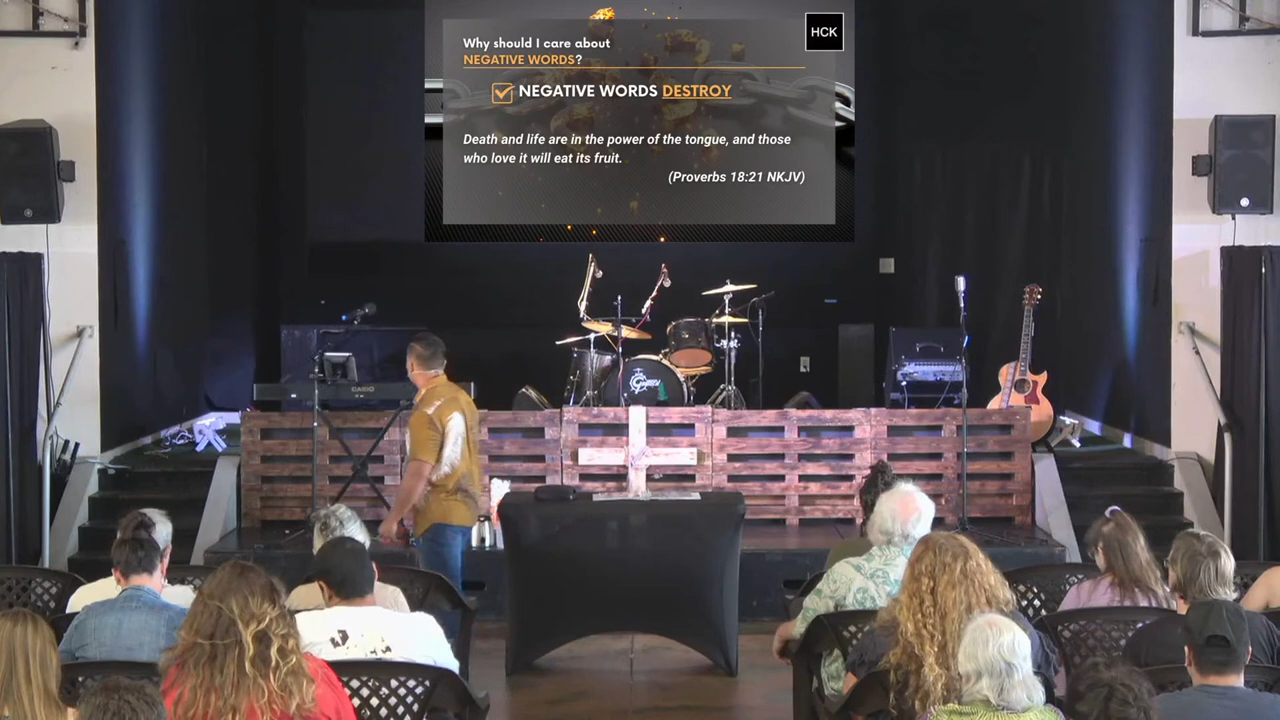 Why should I care about
NEGATIVE WORDS?
HCK
NEGATIVE WORDS DESTROY
Death and life are in the power of the tongue, and those
who love it will eat its fruit.
(Proverbs 18:21 NKJV)
CASIO